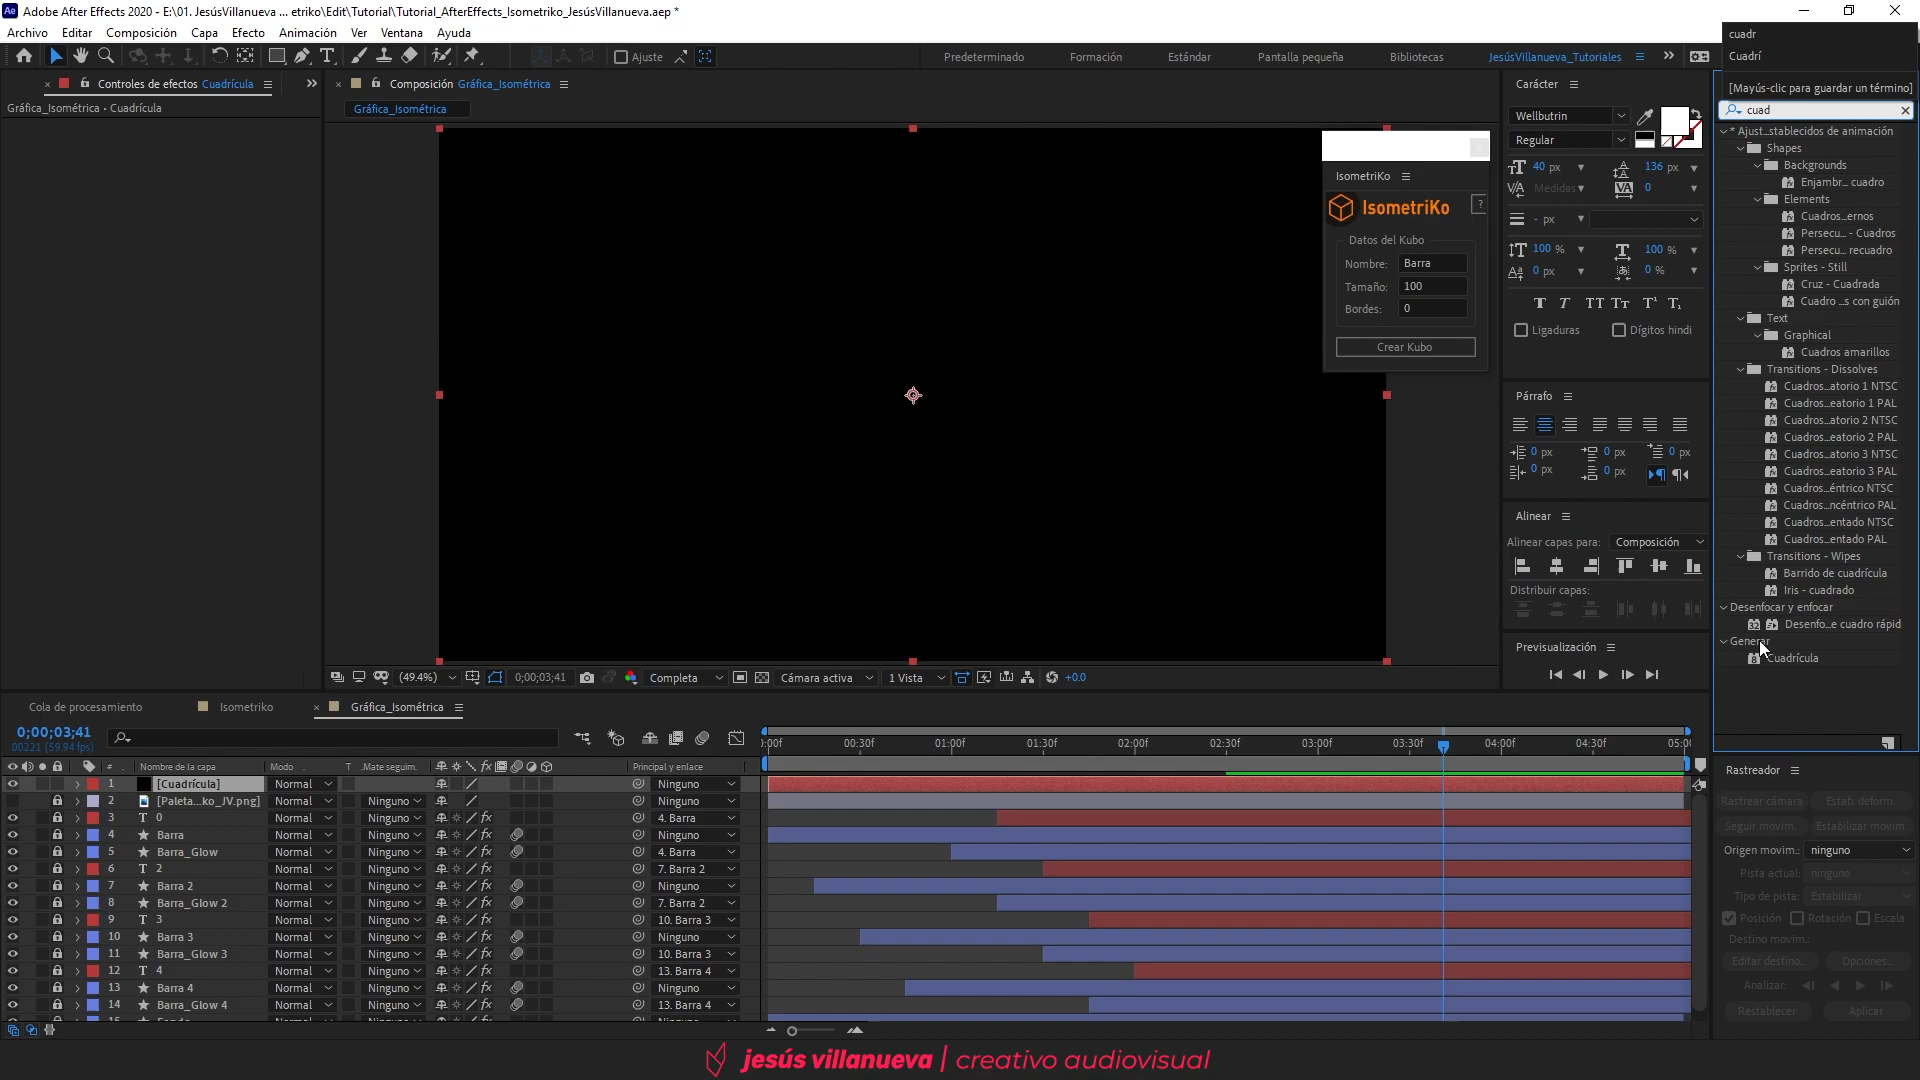 Adobe After Effects 2020 - E:\01. JesúsVillanueva ... etriko\Edit\Tutorial\Tutorial_AfterEffects_Isometriko_JesúsVillanueva.aep *
Archivo Editar Composición Capa Efecto Animación Ver Ventana Ayuda
Ajuste
Predeterminado Formación Estándar Pantalla pequeña Bibliotecas JesúsVillanueva_Tutoriales
cuadr
Cuadrí
[Mayús-clic para guardar un término]
cuad
Controles de efectos Cuadrícula
Gráfica_Isométrica • Cuadrícula
Composición Gráfica_Isométrica
Gráfica_Isométrica
IsometriKo
IsometriKo ?
Datos del Kubo
Nombre: Barra
Tamaño: 100
Bordes: 0
Crear Kubo
(49.4%) 0;00;03;41 Completa Cámara activa 1 Vista +0.0
Carácter
Wellbutrin
Regular
40 px 136 px
Medidas 0
- px
100 % 100 %
0 px 0 %
Ligaduras Dígitos hindi
Párrafo
0 px 0 px 0 px
0 px 0 px
Alinear
Alinear capas para: Composición
Distribuir capas:
Previsualización
* Ajust...stablecidos de animación
Shapes
Backgrounds
Enjambr... cuadro
Elements
Cuadros...ernos
Persecu... - Cuadros
Persecu... recuadro
Sprites - Still
Cruz - Cuadrada
Cuadro ...s con guión
Text
Graphical
Cuadros amarillos
Transitions - Dissolves
Cuadros...atorio 1 NTSC
Cuadros...eatorio 1 PAL
Cuadros...atorio 2 NTSC
Cuadros...eatorio 2 PAL
Cuadros...atorio 3 NTSC
Cuadros...eatorio 3 PAL
Cuadros...éntrico NTSC
Cuadros...ncéntrico PAL
Cuadros...entado NTSC
Cuadros...entado PAL
Transitions - Wipes
Barrido de cuadrícula
Iris - cuadrado
Desenfocar y enfocar
Desenfo...e cuadro rápid
Generar
Cuadrícula
Cola de procesamiento Isometriko Gráfica_Isométrica
0;00;03;41
00221 (59.94 fps)
:00f 00:30f 01:00f 01:30f 02:00f 02:30f 03:00f 03:30f 04:00f 04:30f 05:00
# Nombre de la capa Modo T .Mate seguim. fx Principal y enlace
1 [Cuadrícula] Normal Ninguno
2 [Paleta...ko_JV.png] Normal Ninguno Ninguno
3 T 0 Normal Ninguno fx 4. Barra
4 Barra Normal Ninguno fx Ninguno
5 Barra_Glow Normal Ninguno fx 4. Barra
6 T 2 Normal Ninguno fx 7. Barra 2
7 Barra 2 Normal Ninguno fx Ninguno
8 Barra_Glow 2 Normal Ninguno fx 7. Barra 2
9 T 3 Normal Ninguno fx 10. Barra 3
10 Barra 3 Normal Ninguno fx Ninguno
11 Barra_Glow 3 Normal Ninguno fx 10. Barra 3
12 T 4 Normal Ninguno fx 13. Barra 4
13 Barra 4 Normal Ninguno fx Ninguno
14 Barra_Glow 4 Normal Ninguno fx 13. Barra 4
Rastreador
Rastrear cámara Estab. deform.
Seguir movim. Estabilizar movim.
Origen movim.: ninguno
Pista actual: ninguno
Tipo de pista: Estabilizar
Posición Rotación Escala
Destino movim.:
Editar destino... Opciones...
Analizar:
Restablecer Aplicar
jesús villanueva | creativo audiovisual